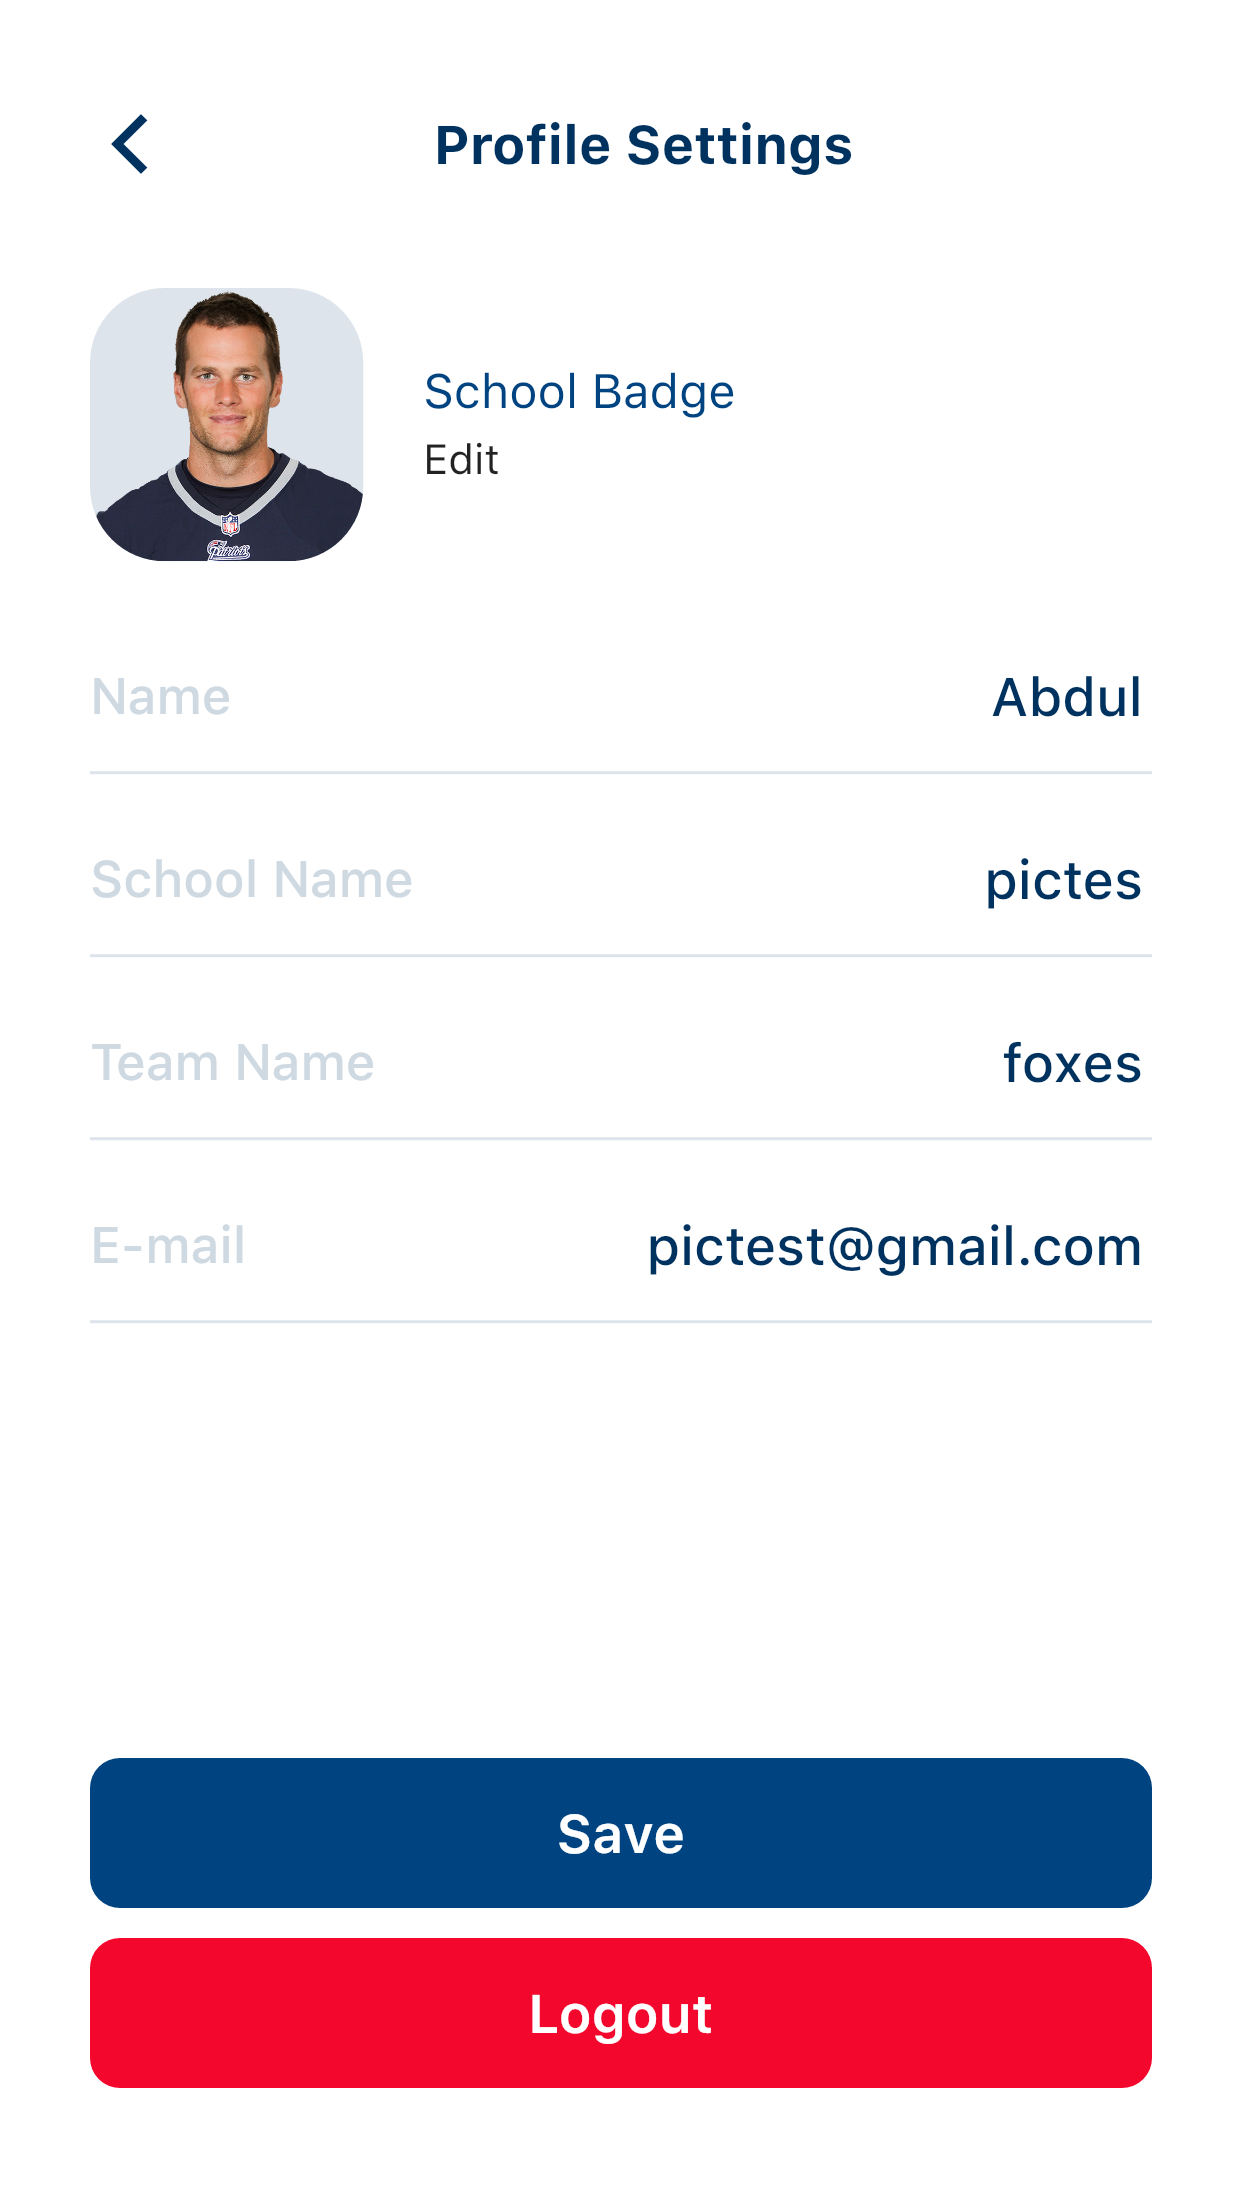 Profile Settings
School Badge
Edit
Patriots
Name Abdul
School Name pictes
Team Name foxes
E-mail pictest@gmail.com
Save
Logout